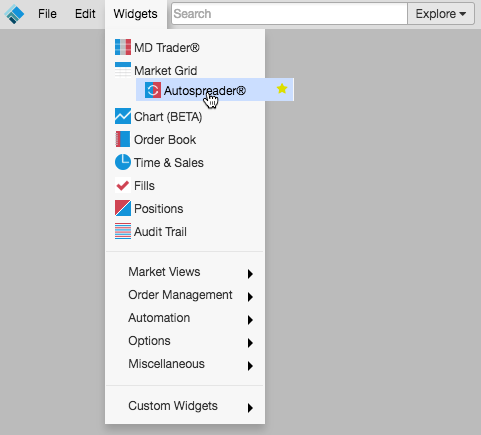 File Edit Widgets Search Explore
MD Trader®
Market Grid
Autospreader®
Chart (BETA)
Order Book
Time & Sales
Fills
Positions
Audit Trail
Market Views
Order Management
Automation
Options
Miscellaneous
Custom Widgets